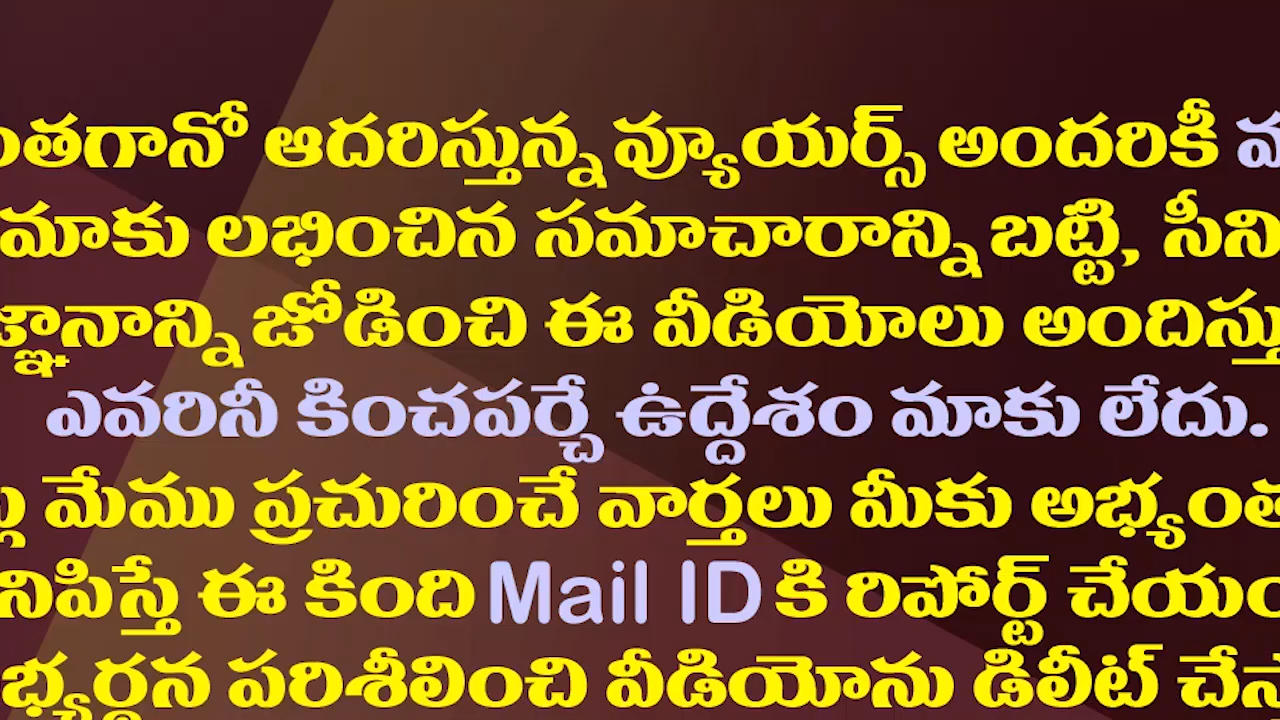 ంతగానో ఆదరిస్తున్న వ్యూయర్స్ అందరికీ
మాకు లభించిన సమాచారాన్ని బట్టి, సీని
జ్ఞానాన్ని జోడించి ఈ వీడియోలు అందిస్తు
ఎవరినీ కించపర్చే ఉద్దేశం మాకు లేదు.
మేము ప్రచురించే వార్తలు మీకు అభ్యంత
నిపిస్తే ఈ కింది Mail ID కి రిపోర్ట్ చేయం
భ్యర్థన పరిశీలించి వీడియోను డిలీట్ చేస